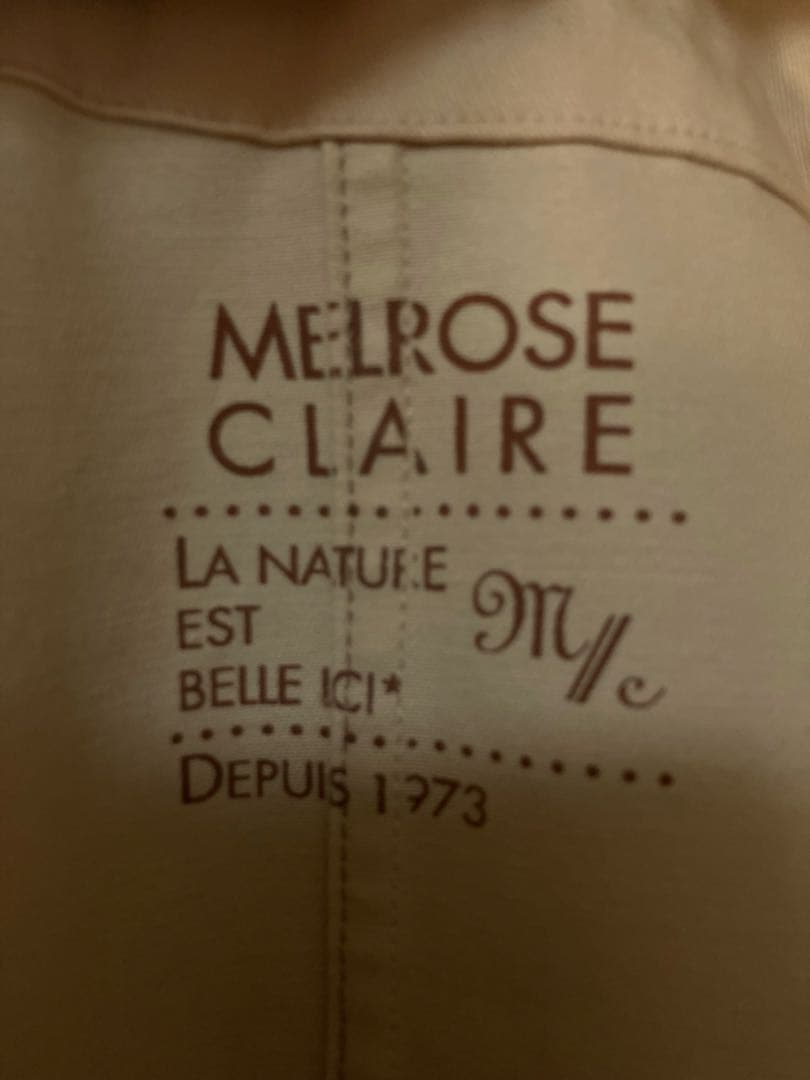 MELROSE
CLAIRE
LA NATURE
EST
BELLE ICI*
M//c
DEPUIS 1973